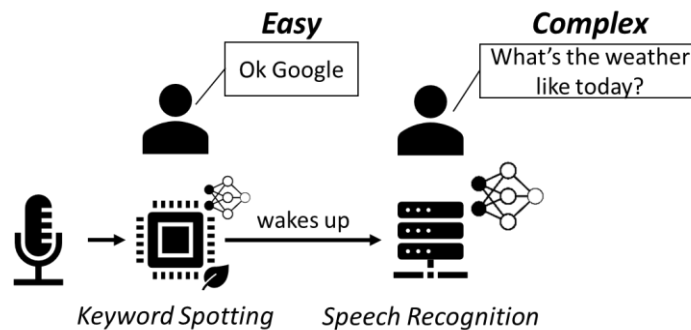 Easy
Complex
Ok Google
What's the weather
like today?
wakes up
Keyword Spotting
Speech Recognition